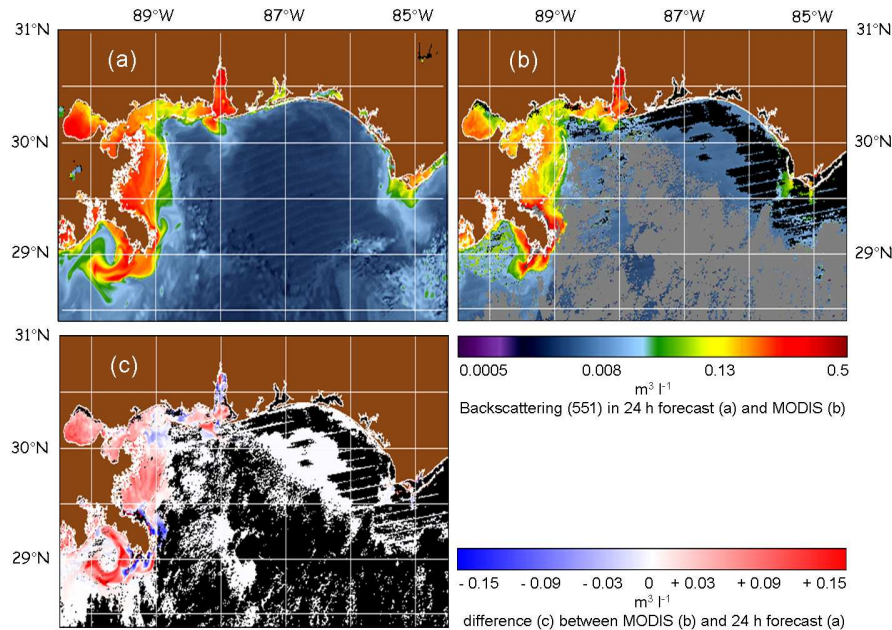 89°W 87°W 85°W 89°W 87°W 85°W
31°N 31°N
(a) (b)
30°N 30°N
29°N 29°N
31°N
(c)
0.0005 0.008 0.13 0.5
m³ l⁻¹
Backscattering (551) in 24 h forecast (a) and MODIS (b)
30°N
29°N
- 0.15 - 0.09 - 0.03 0 + 0.03 + 0.09 + 0.15
m³ l⁻¹
difference (c) between MODIS (b) and 24 h forecast (a)